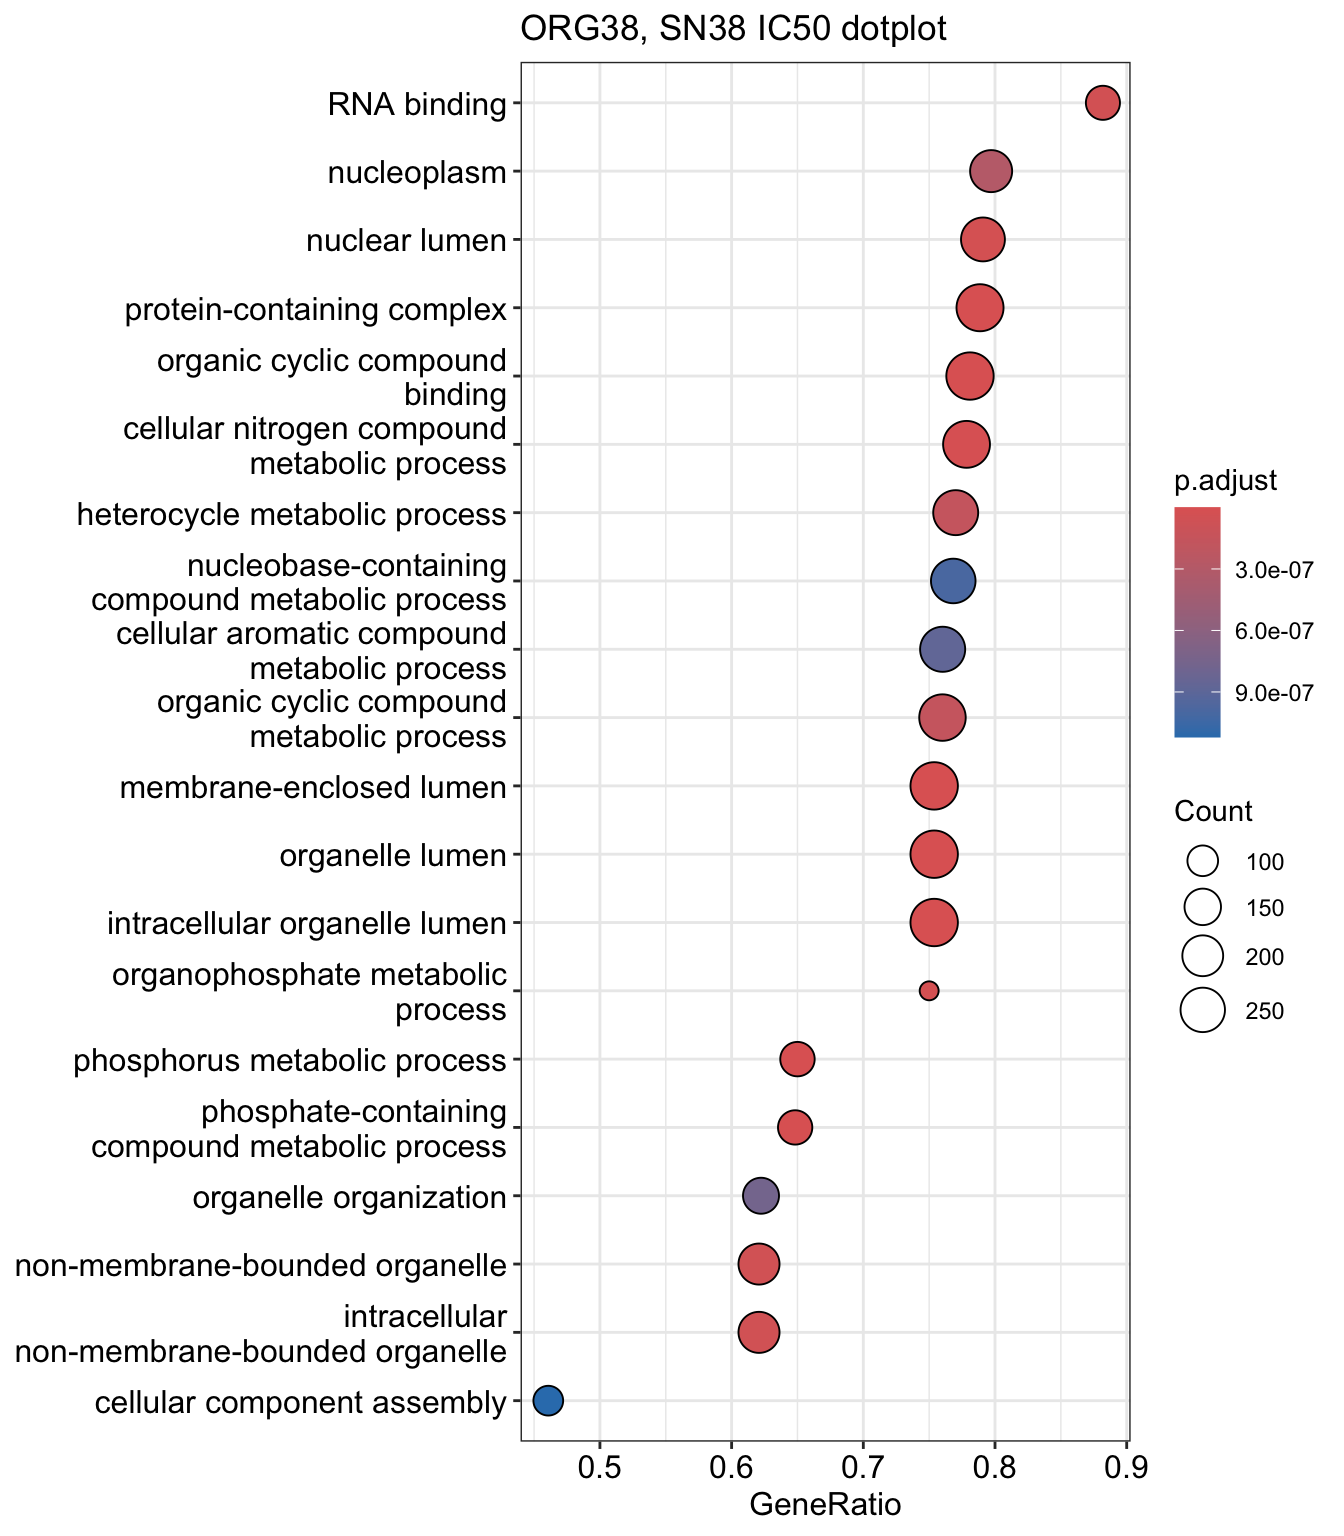 ORG38, SN38 IC50 dotplot
RNA binding
nucleoplasm
nuclear lumen
protein-containing complex
organic cyclic compound
binding
cellular nitrogen compound
metabolic process
heterocycle metabolic process
nucleobase-containing
compound metabolic process
cellular aromatic compound
metabolic process
organic cyclic compound
metabolic process
membrane-enclosed lumen
organelle lumen
intracellular organelle lumen
organophosphate metabolic
process
phosphorus metabolic process
phosphate-containing
compound metabolic process
organelle organization
non-membrane-bounded organelle
intracellular
non-membrane-bounded organelle
cellular component assembly
0.5 0.6 0.7 0.8 0.9
GeneRatio
p.adjust
3.0e-07
6.0e-07
9.0e-07
Count
100
150
200
250